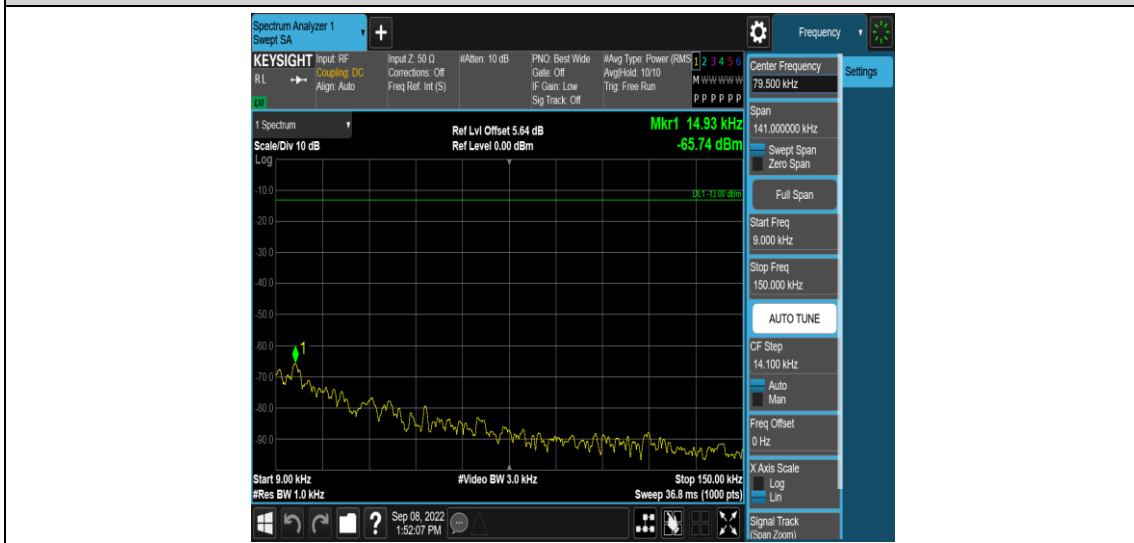 Spectrum Analyzer 1
Swept SA
Frequency
KEYSIGHT
RL
Input: RF
Coupling: DC
Align: Auto
Input Z: 50 Ω
Corrections: Off
Freq Ref: Int (S)
#Atten: 10 dB
PNO: Best Wide
Gate: Off
IF Gain: Low
Sig Track: Off
#Avg Type: Power (RMS
Avg|Hold: 10/10
Trig: Free Run
1 2 3 4 5 6
M W W W W W
P P P P P P
1 Spectrum
Scale/Div 10 dB
Ref Lvl Offset 5.64 dB
Ref Level 0.00 dBm
Mkr1 14.93 kHz
-65.74 dBm
Log
DL1 -13.00 dBm
-10.0
-20.0
-30.0
-40.0
-50.0
-60.0
1
-70.0
-80.0
-90.0
Start 9.00 kHz
#Res BW 1.0 kHz
#Video BW 3.0 kHz
Stop 150.00 kHz
Sweep 36.8 ms (1000 pts)
Sep 08, 2022
1:52:07 PM
Center Frequency
79.500 kHz
Settings
Span
141.000000 kHz
Swept Span
Zero Span
Full Span
Start Freq
9.000 kHz
Stop Freq
150.000 kHz
AUTO TUNE
CF Step
14.100 kHz
Auto
Man
Freq Offset
0 Hz
X Axis Scale
Log
Lin
Signal Track
(Span Zoom)